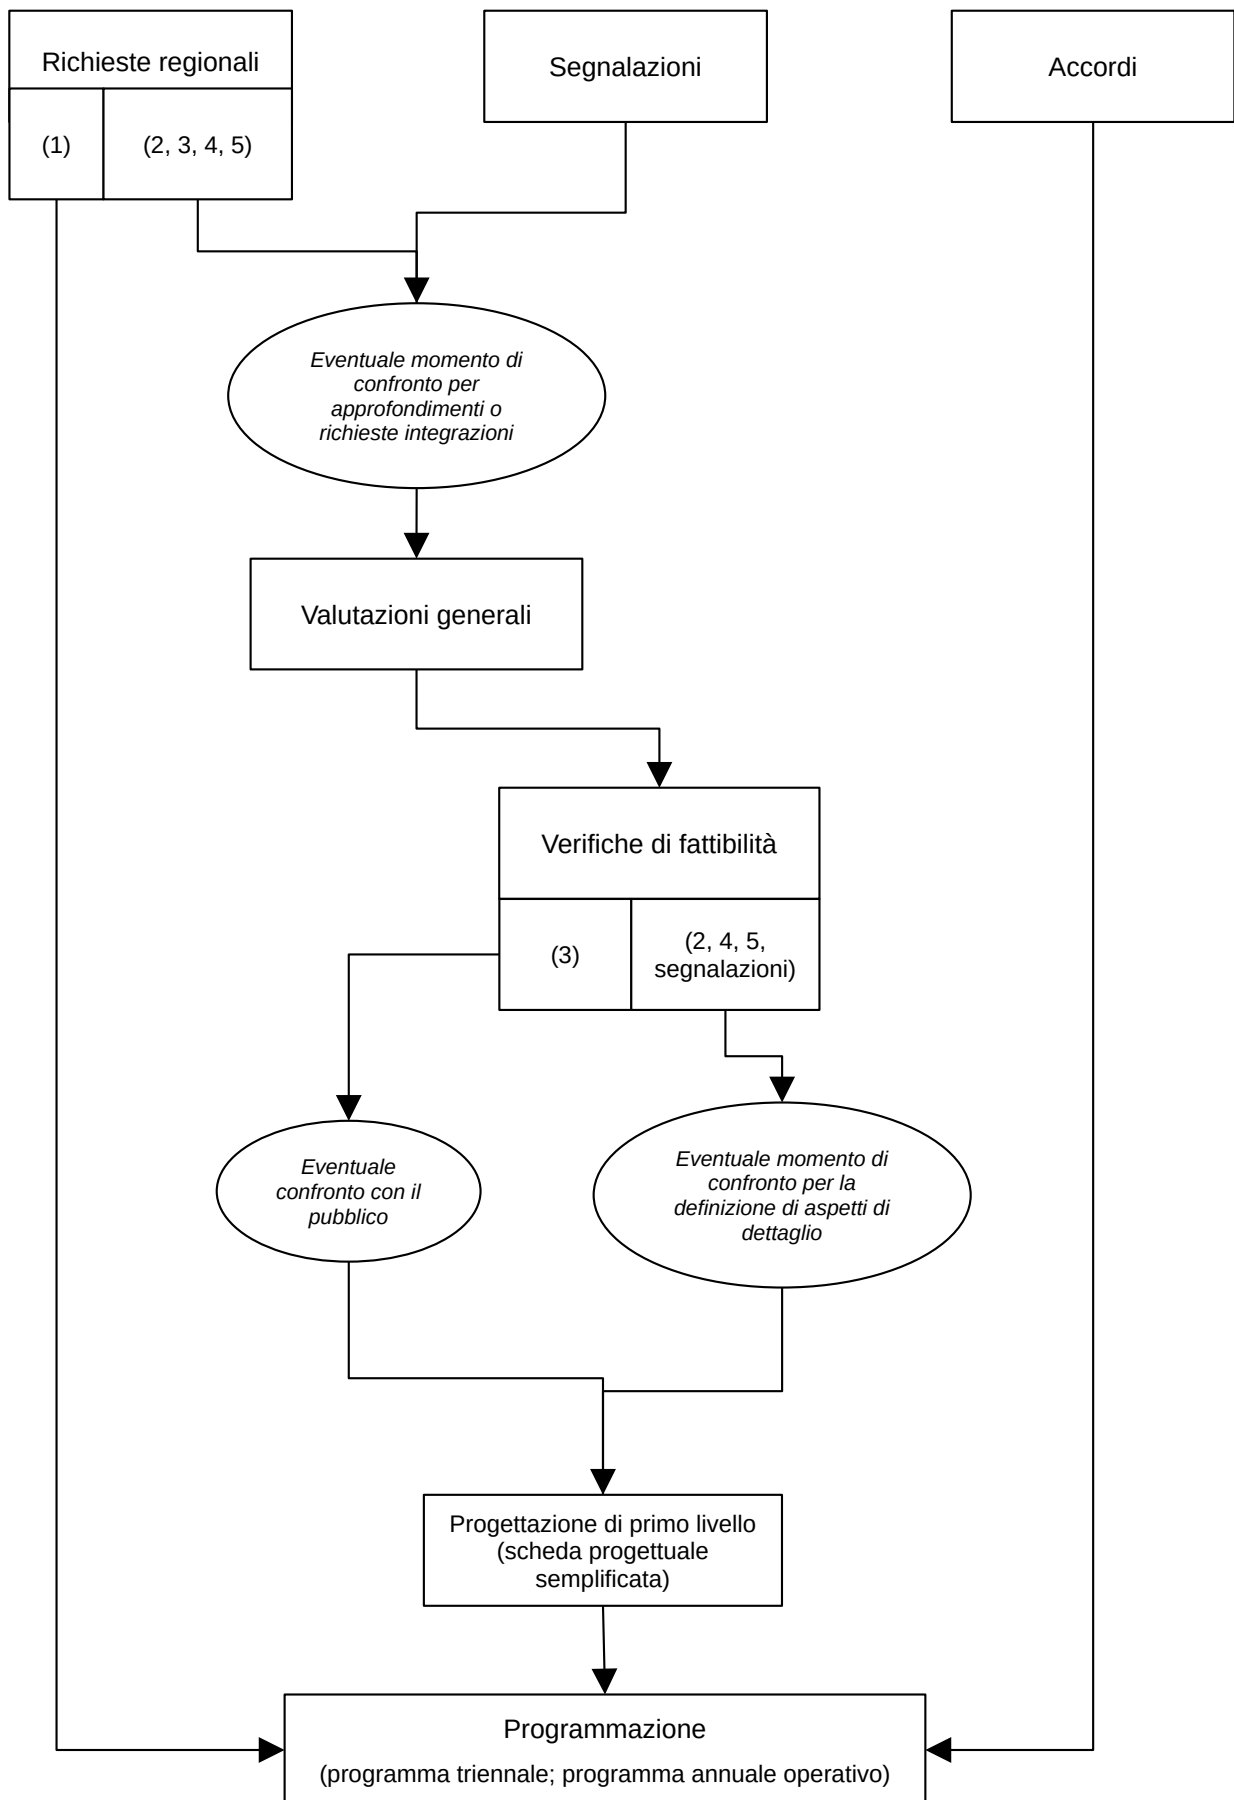 Richieste regionali
Segnalazioni
Accordi
(1)
(2, 3, 4, 5)
Eventuale momento di
confronto per
approfondimenti o
richieste integrazioni
Valutazioni generali
Verifiche di fattibilità
(3)
(2, 4, 5,
segnalazioni)
Eventuale
confronto con il
pubblico
Eventuale momento di
confronto per la
definizione di aspetti di
dettaglio
Progettazione di primo livello
(scheda progettuale
semplificata)
Programmazione
(programma triennale; programma annuale operativo)